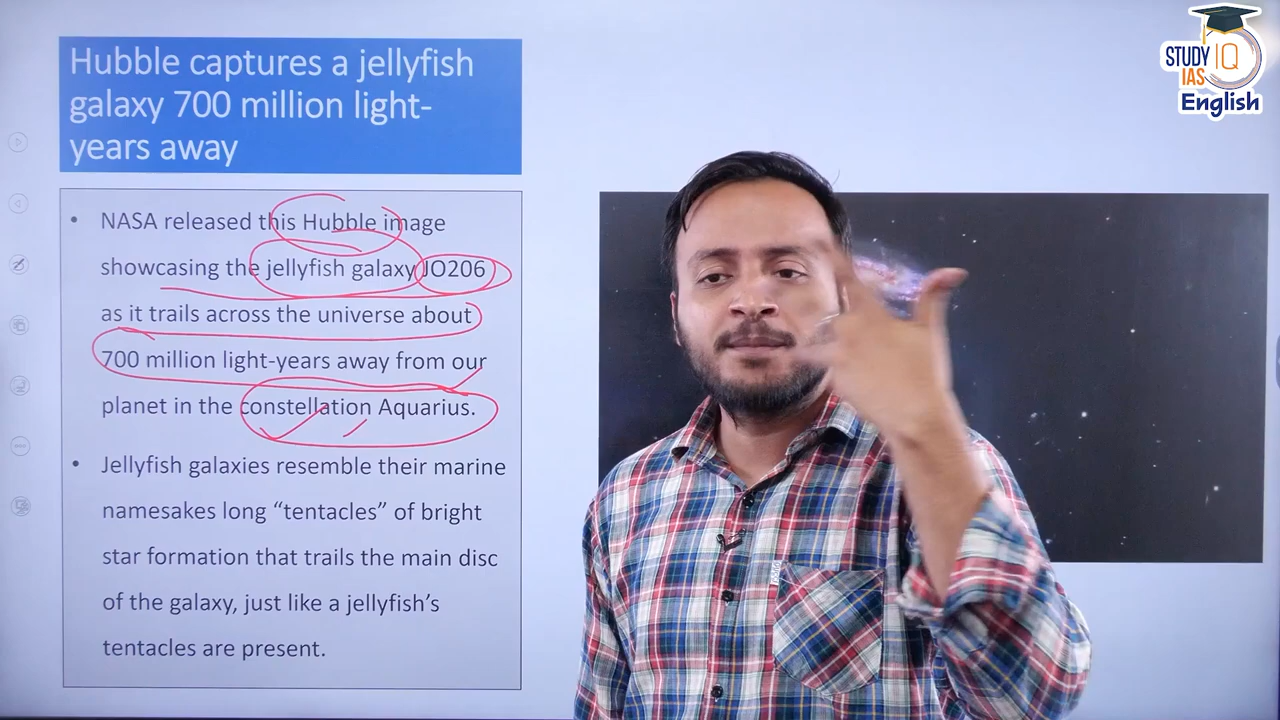 Hubble captures a jellyfish
galaxy 700 million light-
years away
• NASA released this Hubble image
showcasing the jellyfish galaxy JO206
as it trails across the universe about
700 million light-years away from our
planet in the constellation Aquarius.
• Jellyfish galaxies resemble their marine
namesakes long “tentacles” of bright
star formation that trails the main disc
of the galaxy, just like a jellyfish’s
tentacles are present.
STUDY IQ
IAS
English